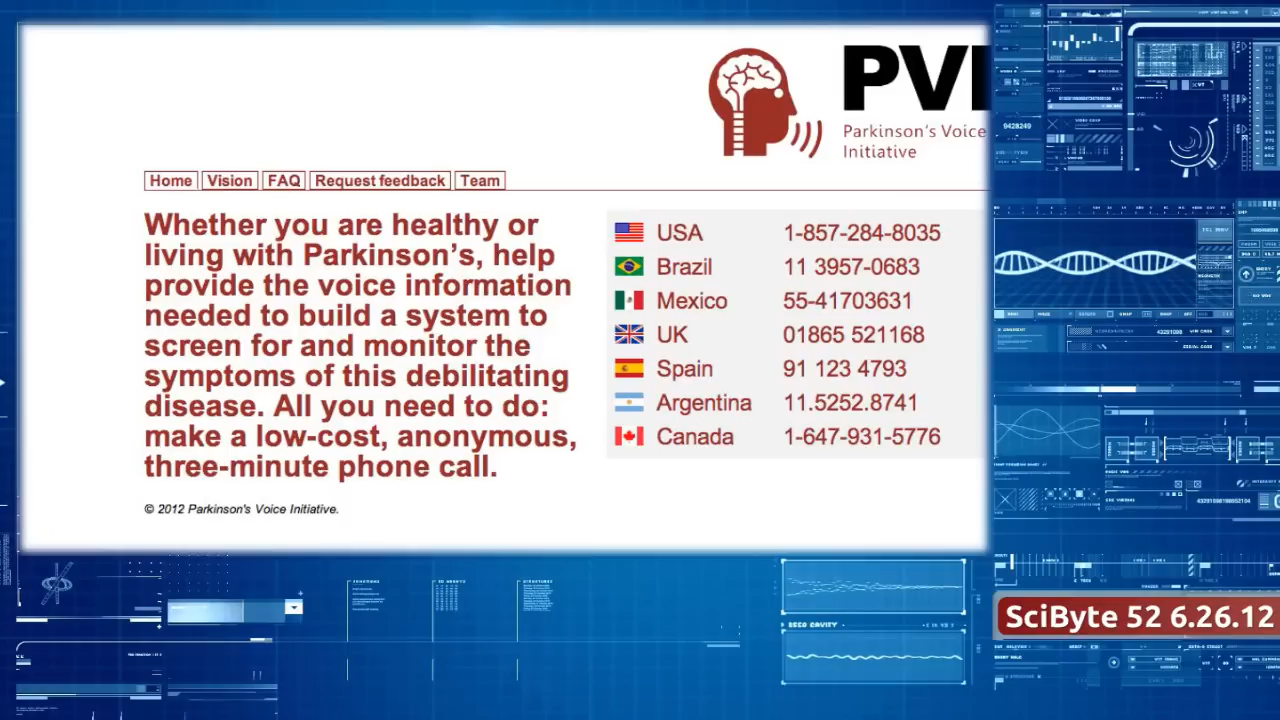 PVI
Parkinson's Voice
Initiative
Home Vision FAQ Request feedback Team
Whether you are healthy or
living with Parkinson's, help
provide the voice information
needed to build a system to
screen for and monitor the
symptoms of this debilitating
disease. All you need to do:
make a low-cost, anonymous,
three-minute phone call.
USA 1-857-284-8035
Brazil 11 3957-0683
Mexico 55-41703631
UK 01865 521168
Spain 91 123 4793
Argentina 11.5252.8741
Canada 1-647-931-5776
© 2012 Parkinson's Voice Initiative.
9428249
SciByte 52 6.26.12